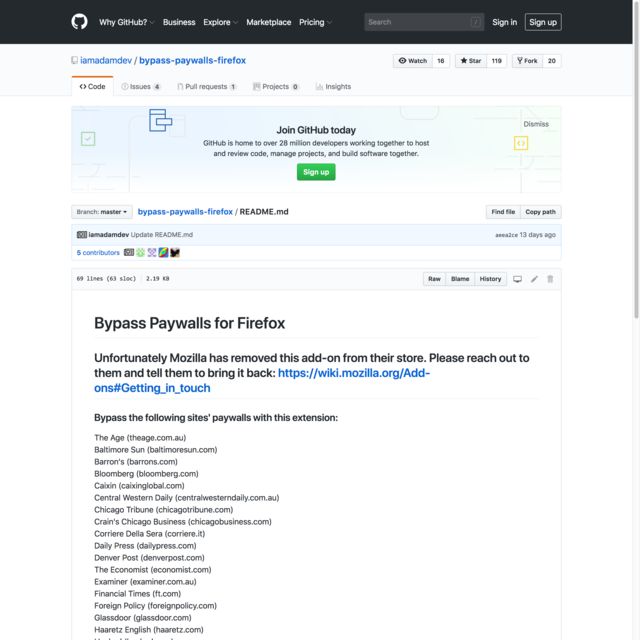 Why GitHub? Business Explore Marketplace Pricing Search / Sign in Sign up
iamadamdev / bypass-paywalls-firefox Watch 16 Star 119 Fork 20
Code Issues 4 Pull requests 1 Projects 0 Insights
Dismiss
Join GitHub today
GitHub is home to over 28 million developers working together to host
and review code, manage projects, and build software together.
Sign up
Branch: master bypass-paywalls-firefox / README.md Find file Copy path
iamadamdev Update README.md aeea2ce 13 days ago
5 contributors
69 lines (63 sloc) 2.19 KB Raw Blame History
Bypass Paywalls for Firefox
Unfortunately Mozilla has removed this add-on from their store. Please reach out to
them and tell them to bring it back: https://wiki.mozilla.org/Add-
ons#Getting_in_touch
Bypass the following sites' paywalls with this extension:
The Age (theage.com.au)
Baltimore Sun (baltimoresun.com)
Barron's (barrons.com)
Bloomberg (bloomberg.com)
Caixin (caixinglobal.com)
Central Western Daily (centralwesterndaily.com.au)
Chicago Tribune (chicagotribune.com)
Crain's Chicago Business (chicagobusiness.com)
Corriere Della Sera (corriere.it)
Daily Press (dailypress.com)
Denver Post (denverpost.com)
The Economist (economist.com)
Examiner (examiner.com.au)
Financial Times (ft.com)
Foreign Policy (foreignpolicy.com)
Glassdoor (glassdoor.com)
Haaretz English (haaretz.com)